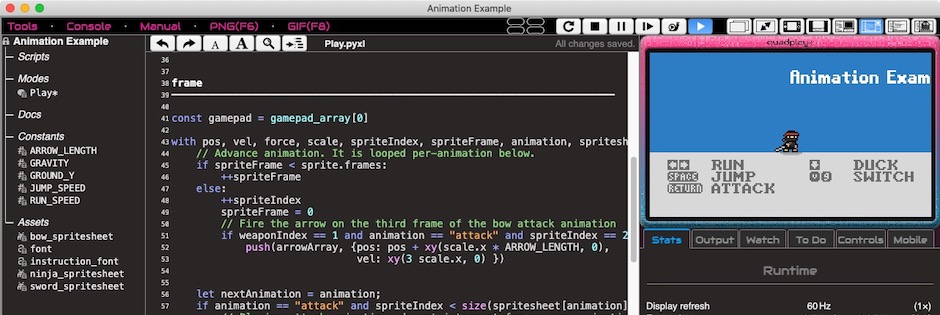 Animation Example
Tools Console Manual PNG(F6) GIF(F8)
Animation Example
Scripts
Modes
Play*
Docs
Constants
ARROW_LENGTH
GRAVITY
GROUND_Y
JUMP_SPEED
RUN_SPEED
Assets
bow_spritesheet
font
instruction_font
ninja_spritesheet
sword_spritesheet
A A Play.pyxl All changes saved.
36
37
38 frame
39
40
41 const gamepad = gamepad_array[0]
42
43 with pos, vel, force, scale, spriteIndex, spriteFrame, animation, spritesh
44 // Advance animation. It is looped per-animation below.
45 if spriteFrame < sprite.frames:
46 ++spriteFrame
47 else:
48 ++spriteIndex
49 spriteFrame = 0
50 // Fire the arrow on the third frame of the bow attack animation
51 if weaponIndex == 1 and animation == "attack" and spriteIndex == 2
52 push(arrowArray, {pos: pos + xy(scale.x * ARROW_LENGTH, 0),
53 vel: xy(3 scale.x, 0) })
54
55
56 let nextAnimation = animation;
57 if animation == "attack" and spriteIndex < size(spritesheet[animation]
quadplay
Animation Exam
RUN DUCK
SPACE JUMP SWITCH
RETURN ATTACK
Stats Output Watch To Do Controls Mobile
Runtime
Display refresh 60 Hz (1×)